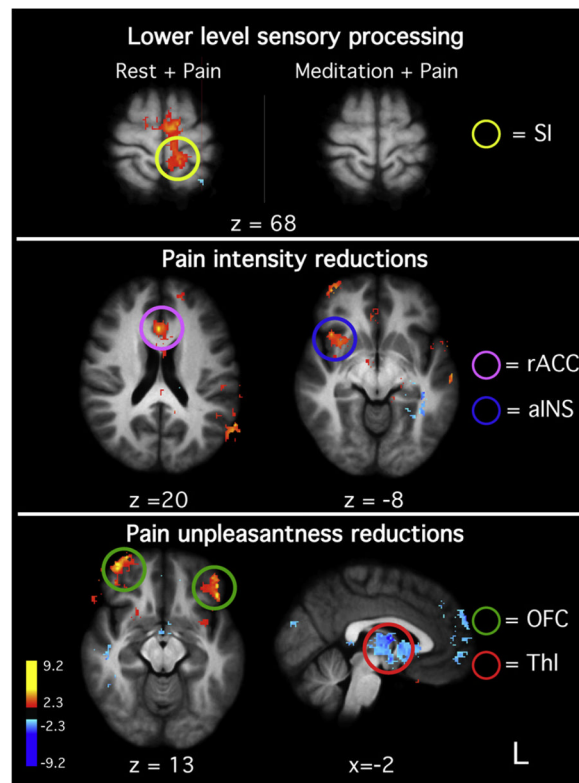 Lower level sensory processing
Rest + Pain
Meditation + Pain
= SI
z = 68
Pain intensity reductions
= rACC
= aINS
z =20
z = -8
Pain unpleasantness reductions
= OFC
= Thl
9.2
2.3
-2.3
-9.2
z = 13
x=-2
L